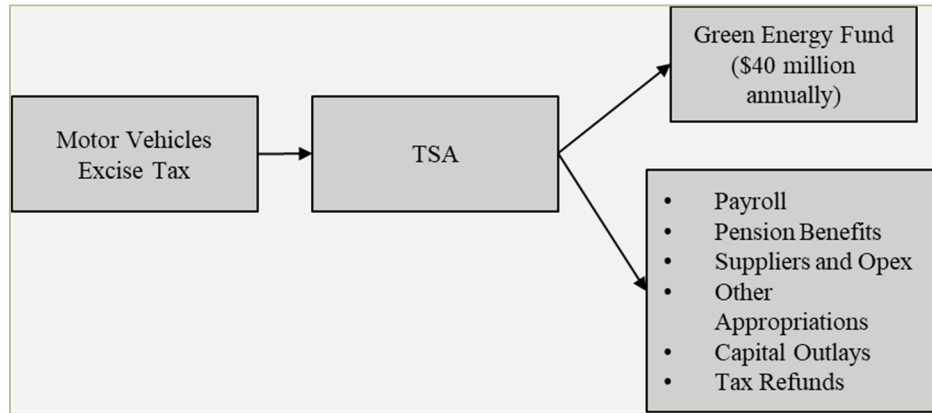 Motor Vehicles
Excise Tax
TSA
Green Energy Fund
($40 million
annually)
• Payroll
• Pension Benefits
• Suppliers and Opex
• Other
Appropriations
• Capital Outlays
• Tax Refunds